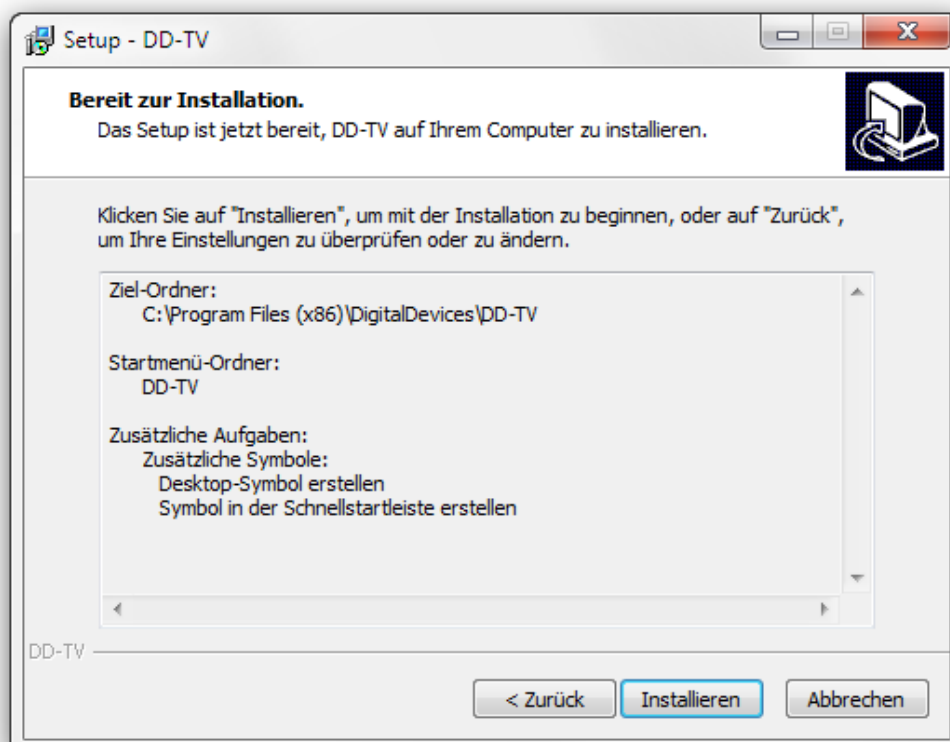 Setup - DD-TV
Bereit zur Installation.
Das Setup ist jetzt bereit, DD-TV auf Ihrem Computer zu installieren.
Klicken Sie auf "Installieren", um mit der Installation zu beginnen, oder auf "Zurück",
um Ihre Einstellungen zu überprüfen oder zu ändern.
Ziel-Ordner:
C:\Program Files (x86)\DigitalDevices\DD-TV
Startmenü-Ordner:
DD-TV
Zusätzliche Aufgaben:
Zusätzliche Symbole:
Desktop-Symbol erstellen
Symbol in der Schnellstartleiste erstellen
DD-TV
< Zurück
Installieren
Abbrechen